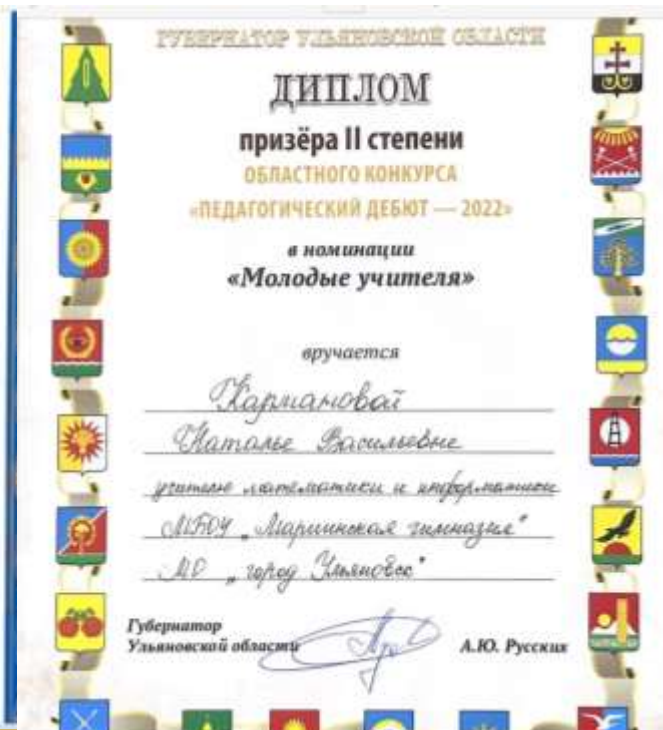 ГУБЕРНАТОР УЛЬЯНОВСКОЙ ОБЛАСТИ
ДИПЛОМ
призёра II степени
ОБЛАСТНОГО КОНКУРСА
«ПЕДАГОГИЧЕСКИЙ ДЕБЮТ — 2022»
в номинации
«Молодые учителя»
вручается
Кармановой
Наталье Васильевне
учителю математики и информатики
МБОУ „Мариинская гимназия"
МО „город Ульяновск"
Губернатор
Ульяновской области
А.Ю. Русских